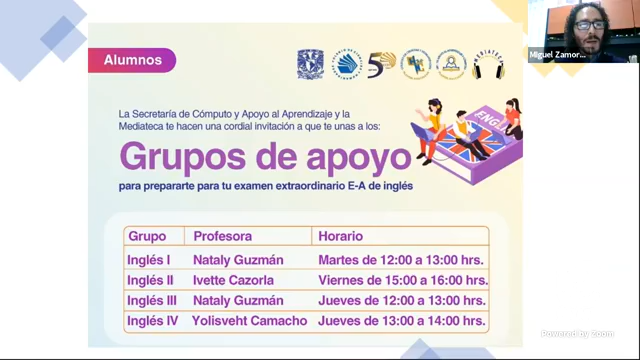 Alumnos
MEDIATECA
La Secretaría de Cómputo y Apoyo al Aprendizaje y la
Mediateca te hacen una cordial invitación a que te unas a los:
Grupos de apoyo
para prepararte para tu examen extraordinario E-A de inglés
ENGL
Grupo Profesora Horario
Inglés I Nataly Guzmán Martes de 12:00 a 13:00 hrs.
Inglés II Ivette Cazorla Viernes de 15:00 a 16:00 hrs.
Inglés III Nataly Guzmán Jueves de 12:00 a 13:00 hrs.
Inglés IV Yolisveht Camacho Jueves de 13:00 a 14:00 hrs.
Miguel Zamor...
Powered by Zoom